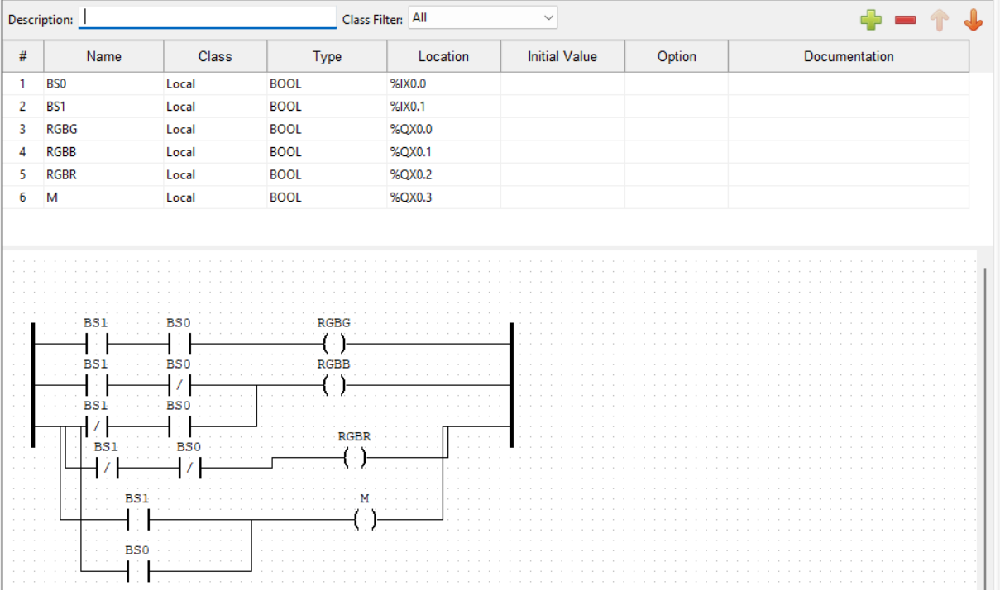 Description: Class Filter: All
# Name Class Type Location Initial Value Option Documentation
1 BS0 Local BOOL %IX0.0
2 BS1 Local BOOL %IX0.1
3 RGBG Local BOOL %QX0.0
4 RGBB Local BOOL %QX0.1
5 RGBR Local BOOL %QX0.2
6 M Local BOOL %QX0.3
BS1 BS0 RGBG
BS1 BS0 RGBB
/
BS1 BS0
/
RGBR
BS1 BS0
/ /
BS1 M
BS0